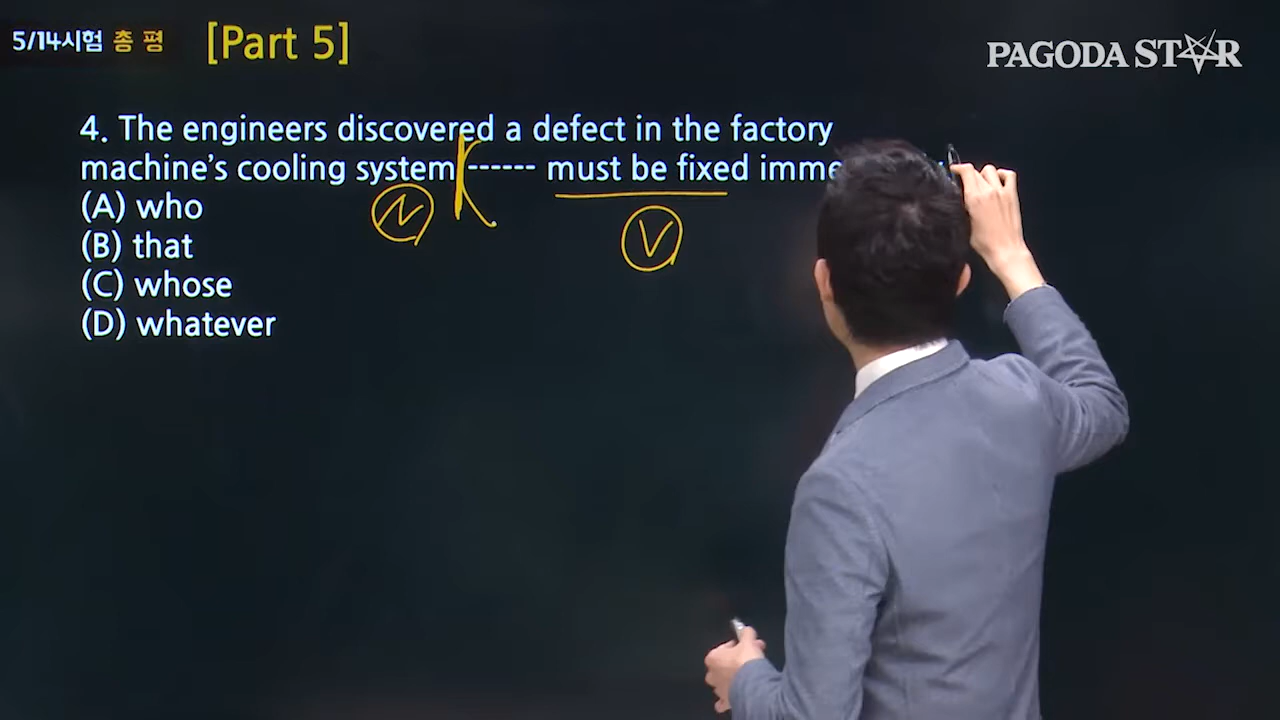 5/14시험 총평 [Part 5]
PAGODA STAR
4. The engineers discovered a defect in the factory
machine's cooling system ------ must be fixed imme
(A) who
(B) that
(C) whose
(D) whatever
N
V